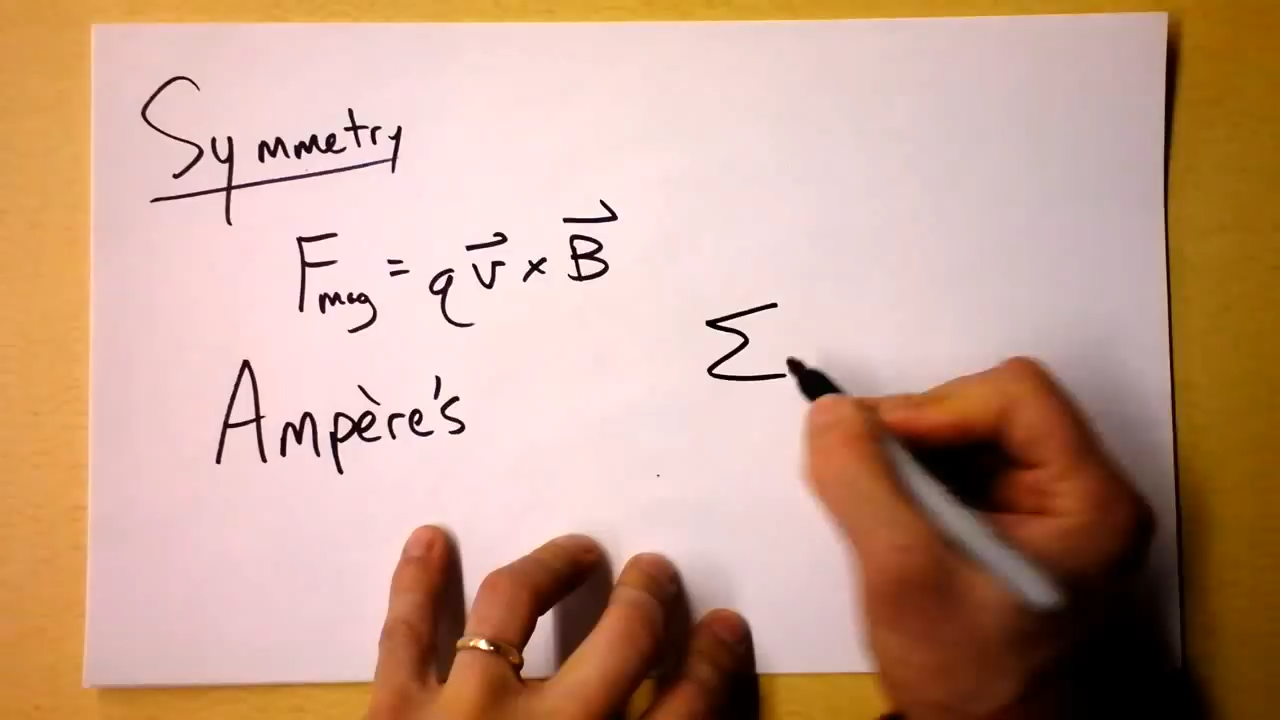 Symmetry
F_mag = q v⃗ × B⃗
Ampère's
Σ